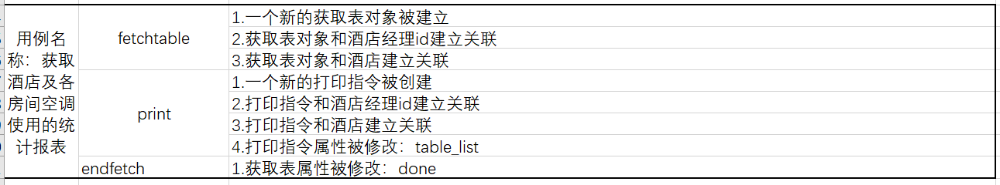 用例名
称：获取
酒店及各
房间空调
使用的统
计报表
fetchtable
1.一个新的获取表对象被建立
2.获取表对象和酒店经理id建立关联
3.获取表对象和酒店建立关联
print
1.一个新的打印指令被创建
2.打印指令和酒店经理id建立关联
3.打印指令和酒店建立关联
4.打印指令属性被修改：table_list
endfetch
1.获取表属性被修改：done